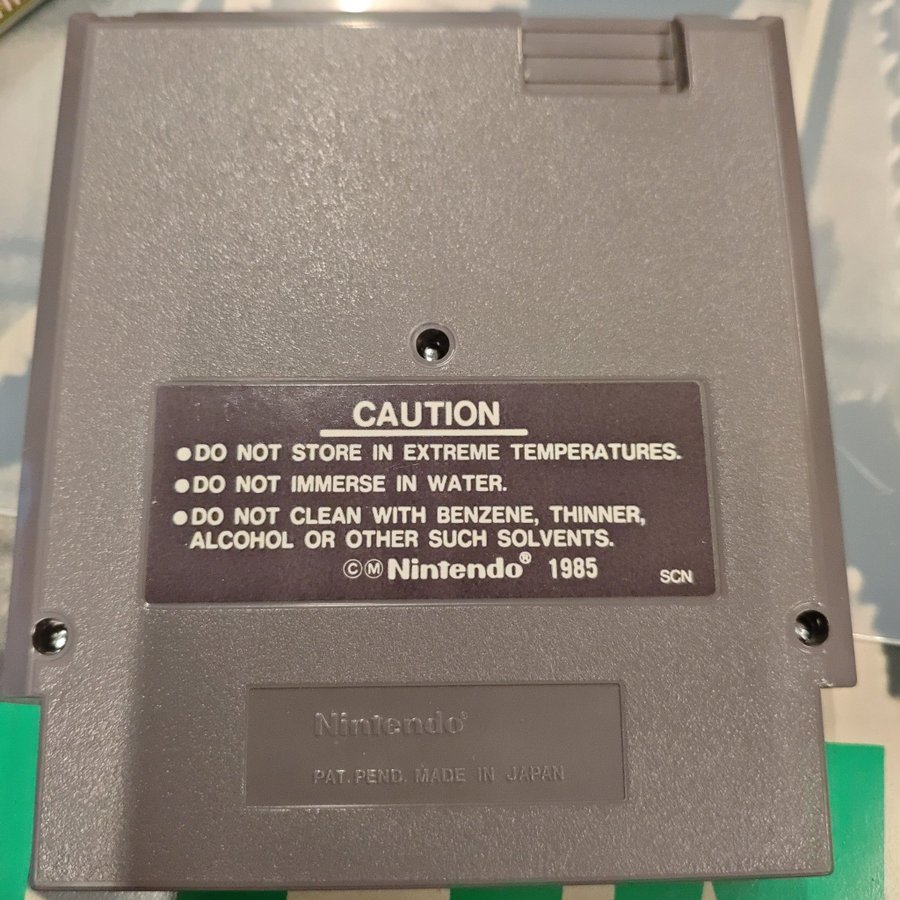 CAUTION
●DO NOT STORE IN EXTREME TEMPERATURES.
●DO NOT IMMERSE IN WATER.
●DO NOT CLEAN WITH BENZENE, THINNER,
ALCOHOL OR OTHER SUCH SOLVENTS.
ⒸⓂNintendo® 1985
SCN
Nintendo®
PAT. PEND. MADE IN JAPAN